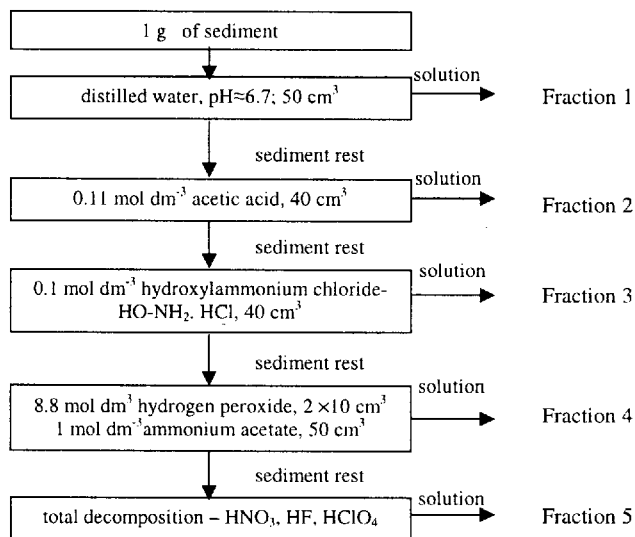 1 g of sediment
solution
distilled water, pH≈6.7; 50 cm³
Fraction 1
sediment rest
solution
0.11 mol dm⁻³ acetic acid, 40 cm³
Fraction 2
sediment rest
solution
0.1 mol dm⁻³ hydroxylammonium chloride-
HO-NH₂. HCl, 40 cm³
Fraction 3
sediment rest
solution
8.8 mol dm³ hydrogen peroxide, 2 ×10 cm³
1 mol dm⁻³ ammonium acetate, 50 cm³
Fraction 4
sediment rest
solution
total decomposition – HNO₃, HF, HClO₄
Fraction 5